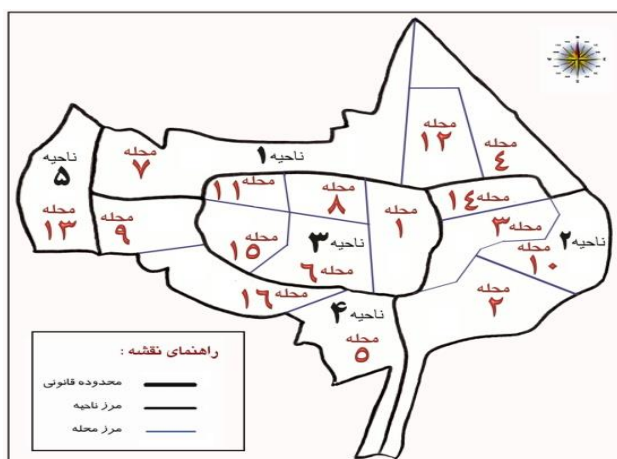 محله
۱۲
محله
۴
ناحیه ۱
ناحیه
۵
محله
۷
محله
۱۱
محله
۸
محله
۱۴
محله
۱
محله
۳
ناحیه ۲
محله
۱۳
محله
۹
محله
۱۵
ناحیه ۳
محله
۶
محله
۱۰
محله
۱۶
ناحیه ۴
محله
۲
محله
۵
راهنمای نقشه :
محدوده قانونی
مرز ناحیه
مرز محله